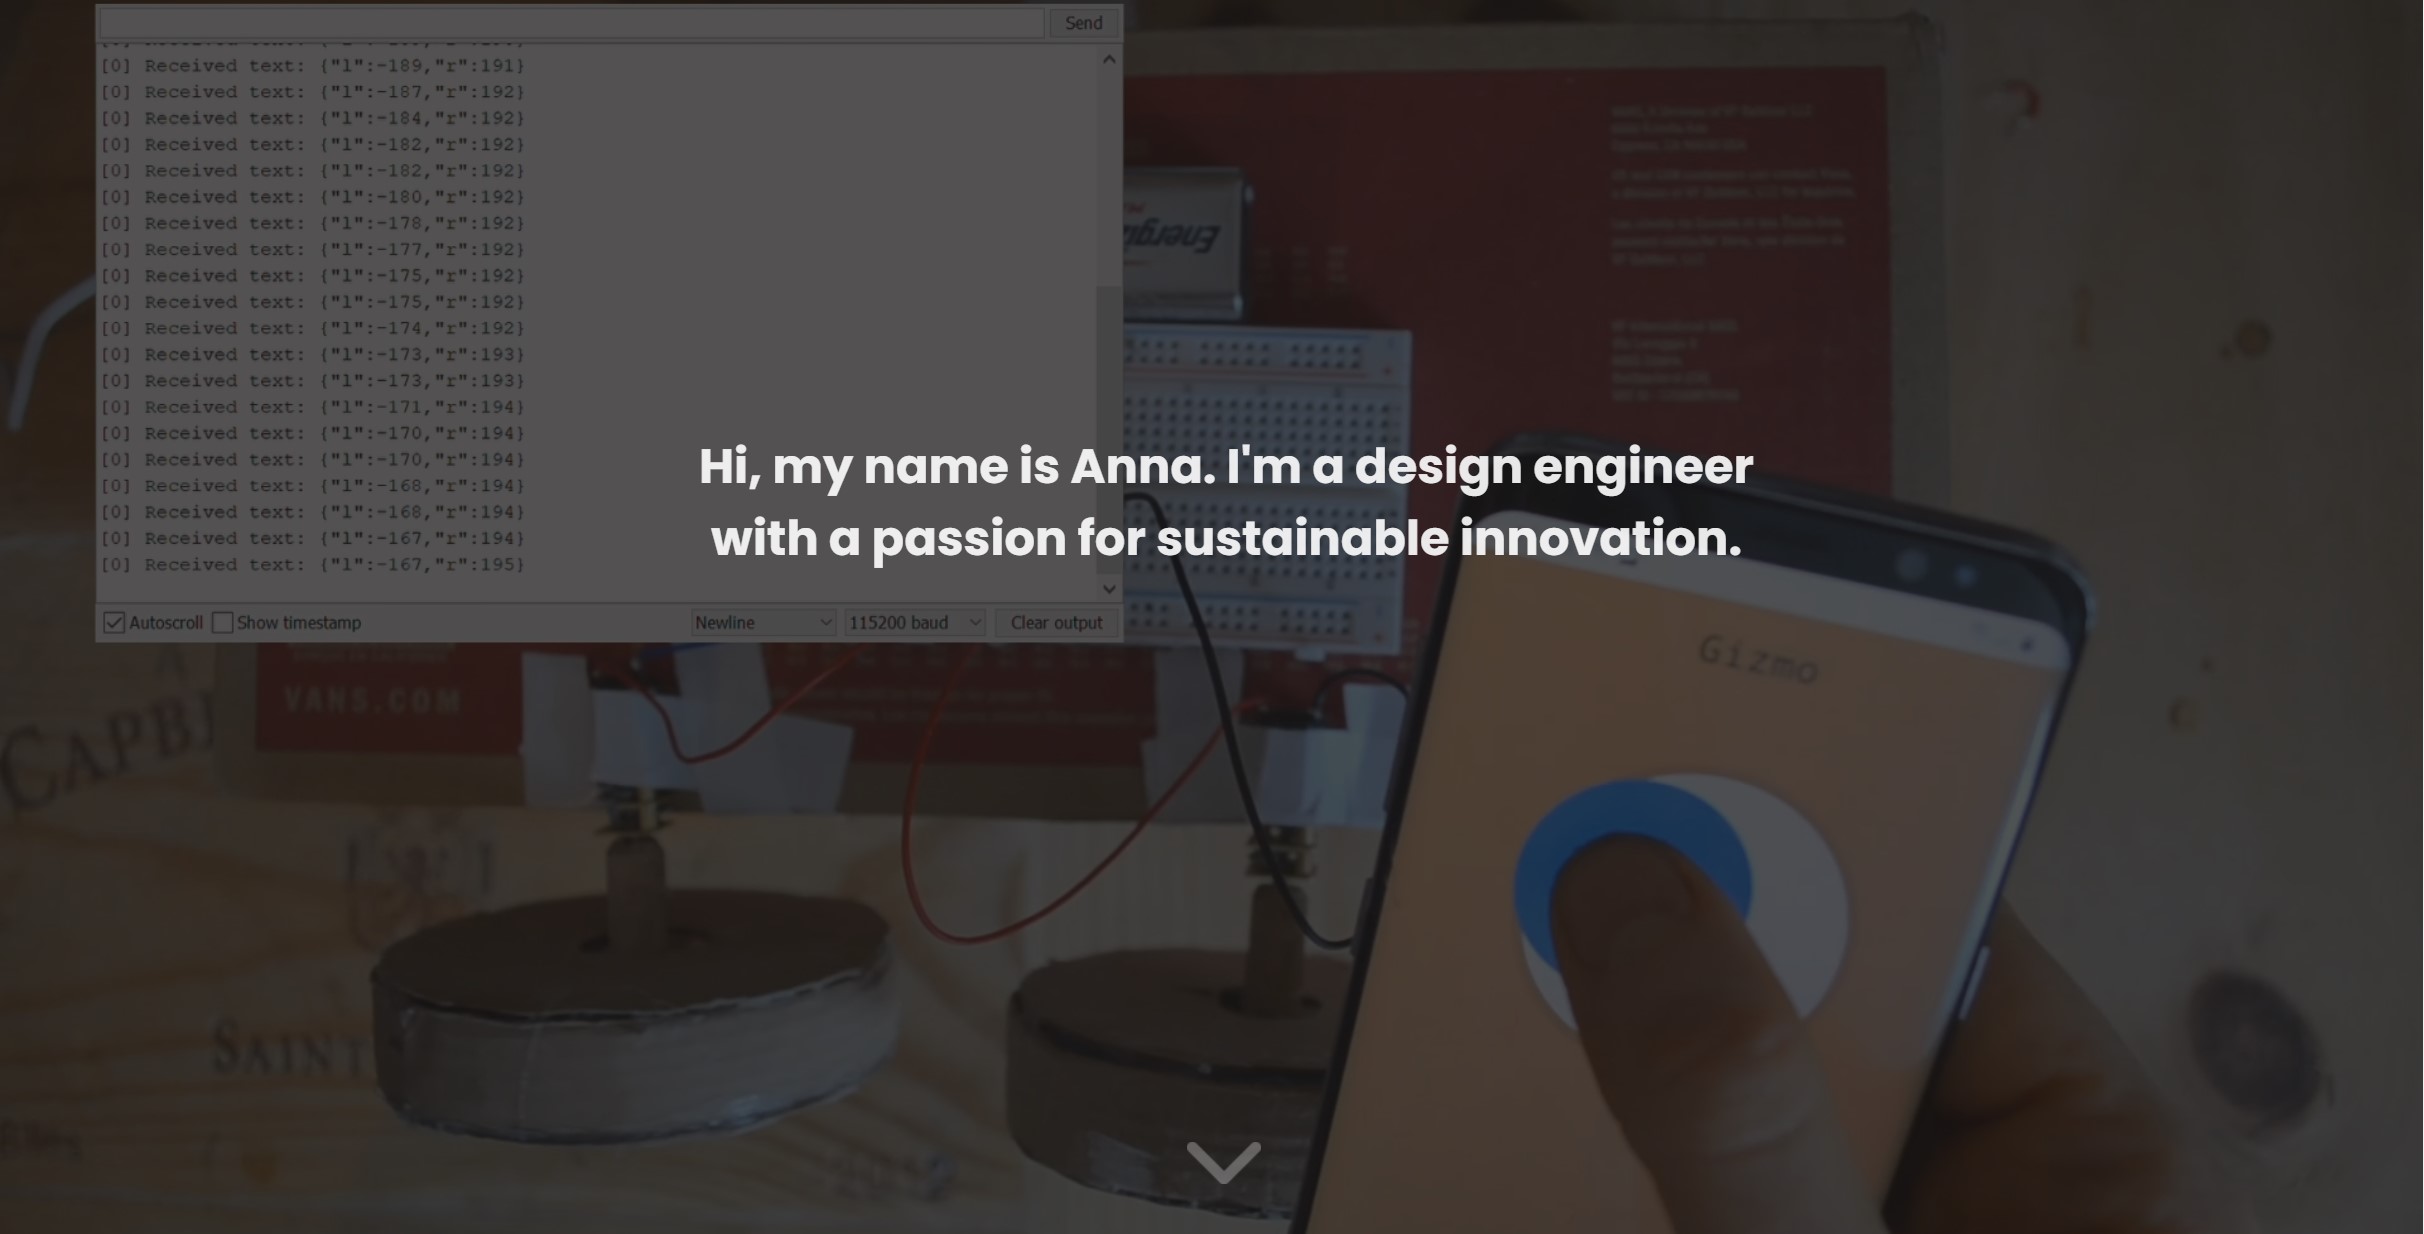 Send
[0] Received text: {"l":-189,"r":191}
[0] Received text: {"l":-187,"r":192}
[0] Received text: {"l":-184,"r":192}
[0] Received text: {"l":-182,"r":192}
[0] Received text: {"l":-182,"r":192}
[0] Received text: {"l":-180,"r":192}
[0] Received text: {"l":-178,"r":192}
[0] Received text: {"l":-177,"r":192}
[0] Received text: {"l":-175,"r":192}
[0] Received text: {"l":-175,"r":192}
[0] Received text: {"l":-174,"r":192}
[0] Received text: {"l":-173,"r":193}
[0] Received text: {"l":-173,"r":193}
[0] Received text: {"l":-171,"r":194}
[0] Received text: {"l":-170,"r":194}
[0] Received text: {"l":-170,"r":194}
[0] Received text: {"l":-168,"r":194}
[0] Received text: {"l":-168,"r":194}
[0] Received text: {"l":-167,"r":194}
[0] Received text: {"l":-167,"r":195}
Autoscroll Show timestamp Newline 115200 baud Clear output
Hi, my name is Anna. I'm a design engineer
with a passion for sustainable innovation.
Gizmo
VANS.COM
CAPB
SAINT